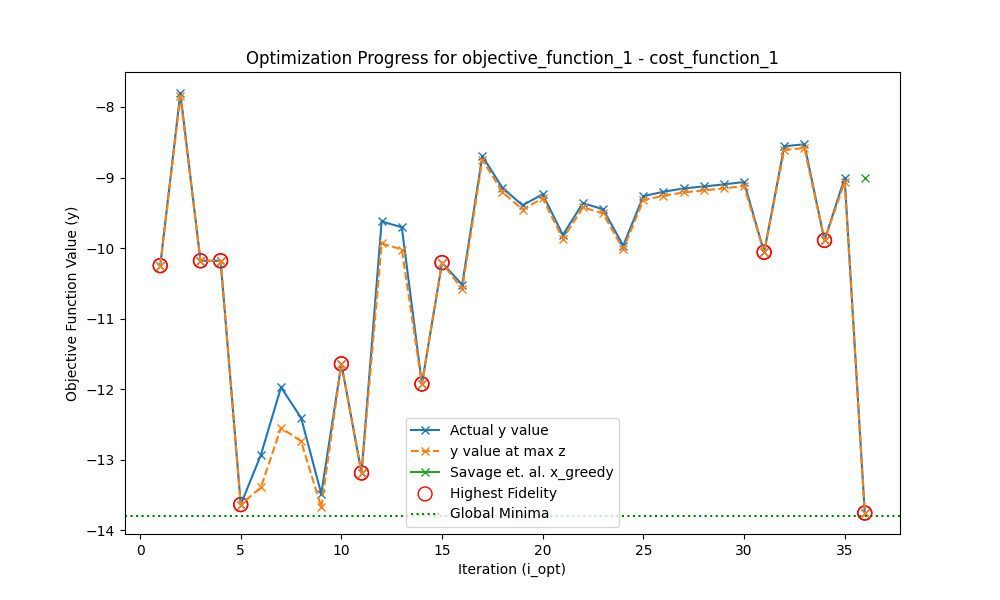 Optimization Progress for objective_function_1 - cost_function_1
Objective Function Value (y)
−8
−9
−10
−11
−12
−13
−14
Actual y value
y value at max z
Savage et. al. x_greedy
Highest Fidelity
Global Minima
0 5 10 15 20 25 30 35
Iteration (i_opt)